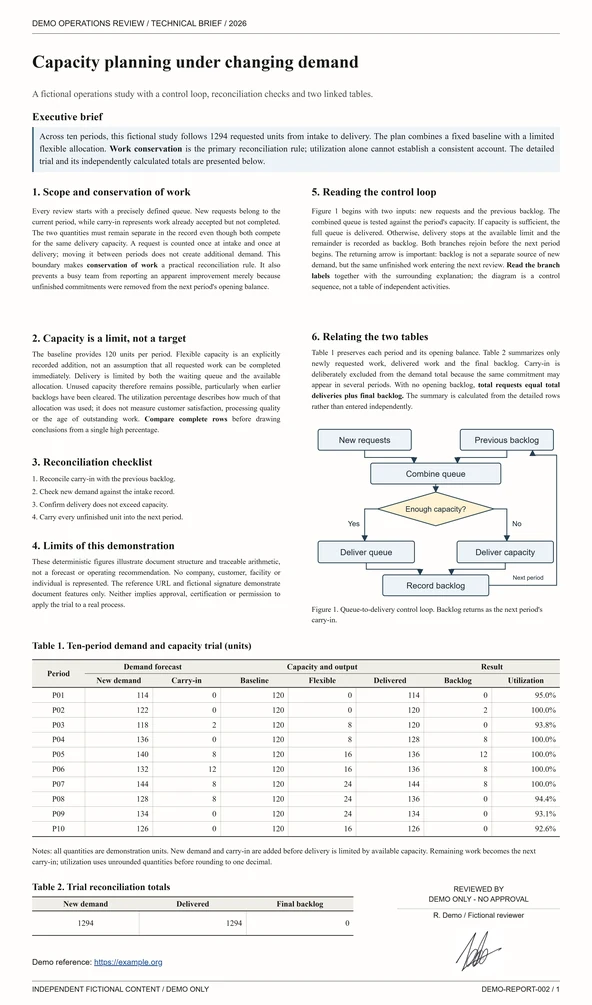 DEMO OPERATIONS REVIEW / TECHNICAL BRIEF / 2026
Capacity planning under changing demand
A fictional operations study with a control loop, reconciliation checks and two linked tables.
Executive brief
Across ten periods, this fictional study follows 1294 requested units from intake to delivery. The plan combines a fixed baseline with a limited
flexible allocation. Work conservation is the primary reconciliation rule; utilization alone cannot establish a consistent account. The detailed
trial and its independently calculated totals are presented below.
1. Scope and conservation of work
Every review starts with a precisely defined queue. New requests belong to the
current period, while carry-in represents work already accepted but not completed.
The two quantities must remain separate in the record even though both compete
for the same delivery capacity. A request is counted once at intake and once at
delivery; moving it between periods does not create additional demand. This
boundary makes conservation of work a practical reconciliation rule. It also
prevents a busy team from reporting an apparent improvement merely because
unfinished commitments were removed from the next period's opening balance.
2. Capacity is a limit, not a target
The baseline provides 120 units per period. Flexible capacity is an explicitly
recorded addition, not an assumption that all requested work can be completed
immediately. Delivery is limited by both the waiting queue and the available
allocation. Unused capacity therefore remains possible, particularly when earlier
backlogs have been cleared. The utilization percentage describes how much of that
allocation was used; it does not measure customer satisfaction, processing quality
or the age of outstanding work. Compare complete rows before drawing
conclusions from a single high percentage.
3. Reconciliation checklist
1. Reconcile carry-in with the previous backlog.
2. Check new demand against the intake record.
3. Confirm delivery does not exceed capacity.
4. Carry every unfinished unit into the next period.
4. Limits of this demonstration
These deterministic figures illustrate document structure and traceable arithmetic,
not a forecast or operating recommendation. No company, customer, facility or
individual is represented. The reference URL and fictional signature demonstrate
document features only. Neither implies approval, certification or permission to
apply the trial to a real process.
5. Reading the control loop
Figure 1 begins with two inputs: new requests and the previous backlog. The
combined queue is tested against the period's capacity. If capacity is sufficient, the
full queue is delivered. Otherwise, delivery stops at the available limit and the
remainder is recorded as backlog. Both branches rejoin before the next period
begins. The returning arrow is important: backlog is not a separate source of new
demand, but the same unfinished work entering the next review. Read the branch
labels together with the surrounding explanation; the diagram is a control
sequence, not a table of independent activities.
6. Relating the two tables
Table 1 preserves each period and its opening balance. Table 2 summarizes only
newly requested work, delivered work and the final backlog. Carry-in is
deliberately excluded from the demand total because the same commitment may
appear in several periods. With no opening backlog, total requests equal total
deliveries plus final backlog. The summary is calculated from the detailed rows
rather than entered independently.
New requests
Previous backlog
Combine queue
Enough capacity?
Yes
No
Deliver queue
Deliver capacity
Record backlog
Next period
Figure 1. Queue-to-delivery control loop. Backlog returns as the next period's
carry-in.
Table 1. Ten-period demand and capacity trial (units)
Period Demand forecast Capacity and output Result
New demand Carry-in Baseline Flexible Delivered Backlog Utilization
P01 114 0 120 0 114 0 95.0%
P02 122 0 120 0 120 2 100.0%
P03 118 2 120 8 120 0 93.8%
P04 136 0 120 8 128 8 100.0%
P05 140 8 120 16 136 12 100.0%
P06 132 12 120 16 136 8 100.0%
P07 144 8 120 24 144 8 100.0%
P08 128 8 120 24 136 0 94.4%
P09 134 0 120 24 134 0 93.1%
P10 126 0 120 16 126 0 92.6%
Notes: all quantities are demonstration units. New demand and carry-in are added before delivery is limited by available capacity. Remaining work becomes the next
carry-in; utilization uses unrounded quantities before rounding to one decimal.
Table 2. Trial reconciliation totals
New demand Delivered Final backlog
1294 1294 0
REVIEWED BY
DEMO ONLY - NO APPROVAL
R. Demo / Fictional reviewer
Demo reference: https://example.org
INDEPENDENT FICTIONAL CONTENT / DEMO ONLY
DEMO-REPORT-002 / 1